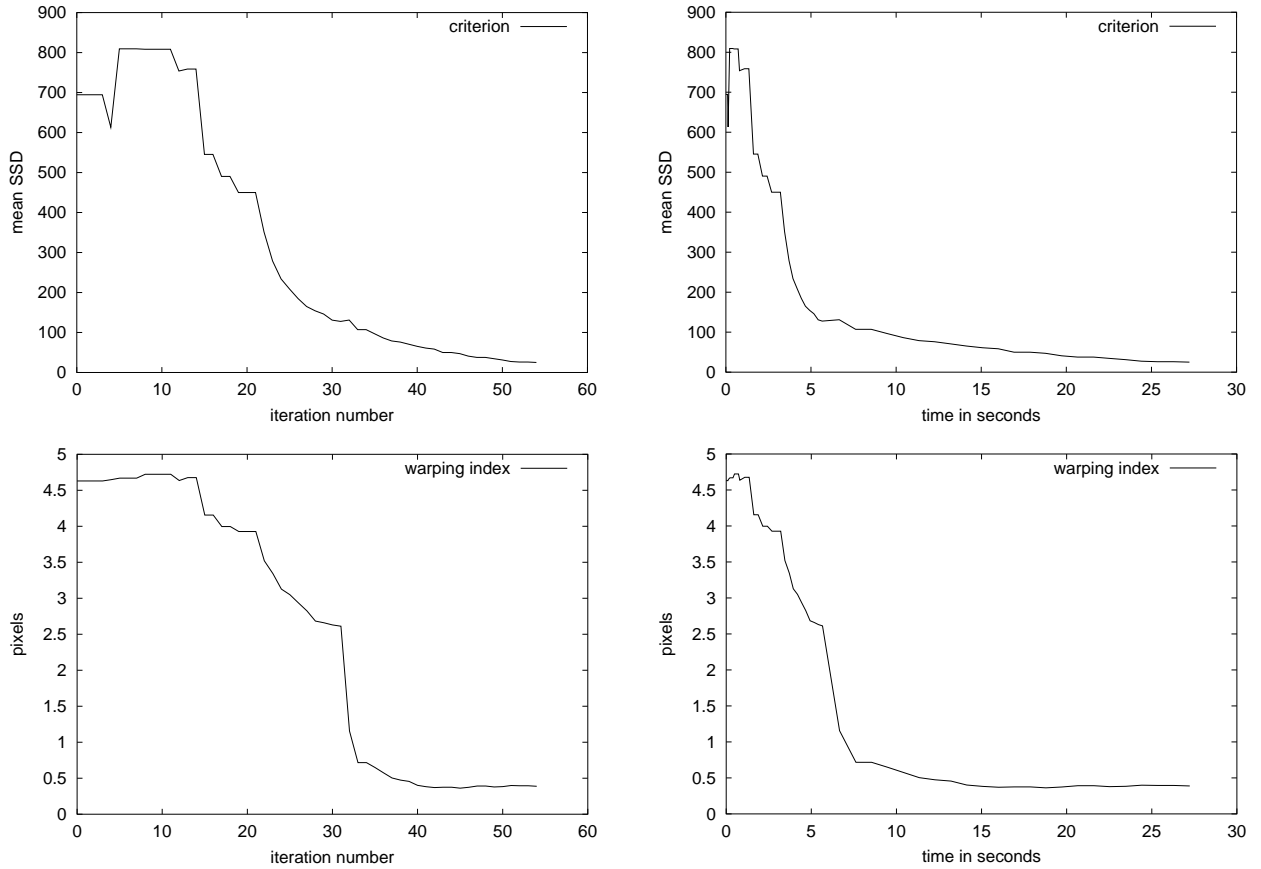 900
800
700
600
500
400
300
200
100
0
mean SSD
criterion
0 10 20 30 40 50 60
iteration number
900
800
700
600
500
400
300
200
100
0
mean SSD
criterion
0 5 10 15 20 25 30
time in seconds
5
4.5
4
3.5
3
2.5
2
1.5
1
0.5
0
pixels
warping index
0 10 20 30 40 50 60
iteration number
5
4.5
4
3.5
3
2.5
2
1.5
1
0.5
0
pixels
warping index
0 5 10 15 20 25 30
time in seconds